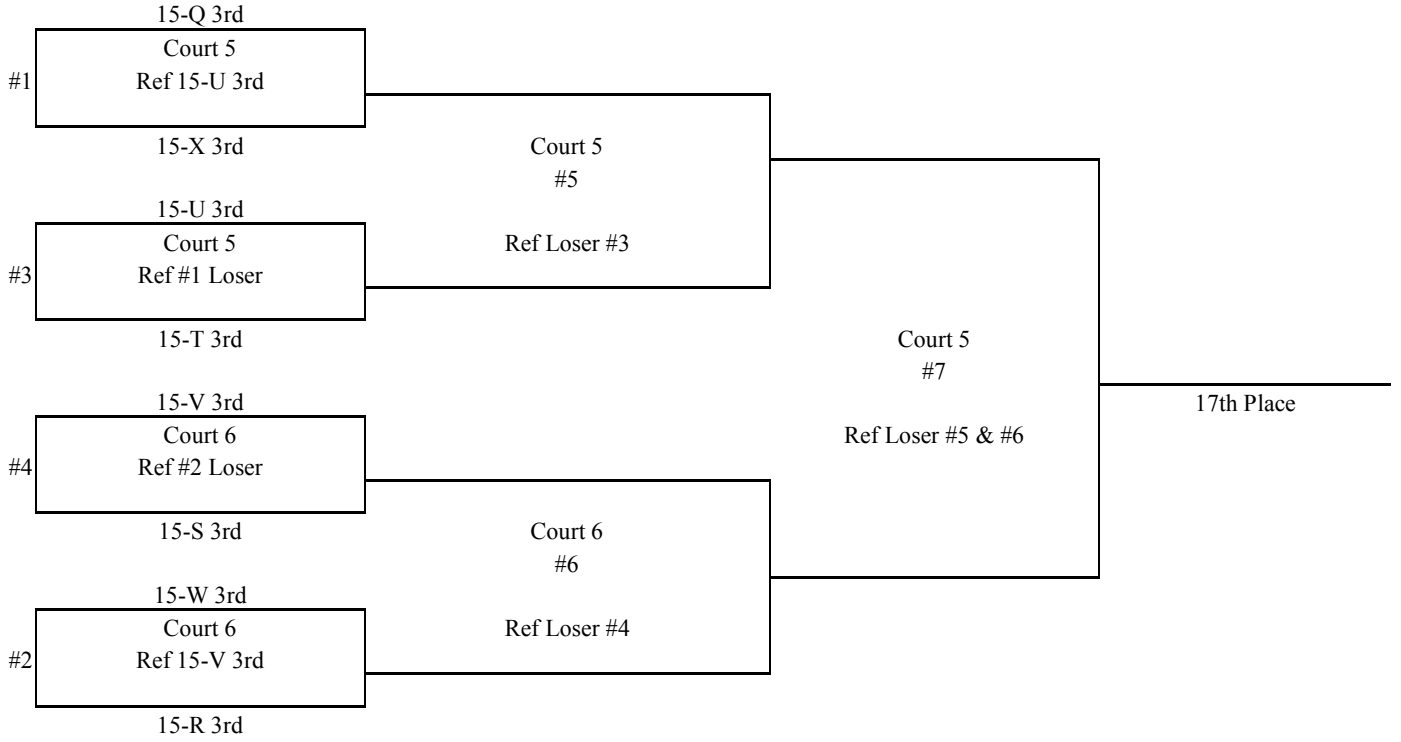 15-Q 3rd
Court 5
#1
Ref 15-U 3rd
15-X 3rd
15-U 3rd
Court 5
#3
Ref #1 Loser
15-T 3rd
15-V 3rd
Court 6
#4
Ref #2 Loser
15-S 3rd
15-W 3rd
Court 6
#2
Ref 15-V 3rd
15-R 3rd
Court 5
#5
Ref Loser #3
Court 6
#6
Ref Loser #4
Court 5
#7
Ref Loser #5 & #6
17th Place